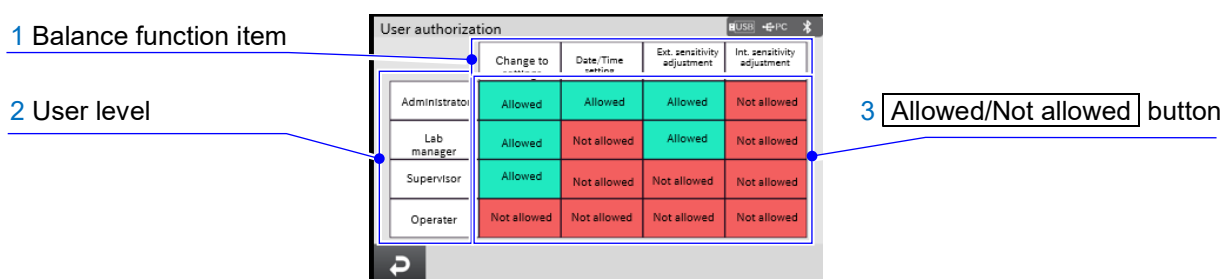 1 Balance function item
2 User level
3 Allowed/Not allowed button
User authorization
USB PC
Change to
settings
Date/Time
setting
Ext. sensitivity
adjustment
Int. sensitivity
adjustment
Administrator
Allowed
Allowed
Allowed
Not allowed
Lab
manager
Allowed
Not allowed
Allowed
Not allowed
Supervisor
Allowed
Not allowed
Not allowed
Not allowed
Operater
Not allowed
Not allowed
Not allowed
Not allowed